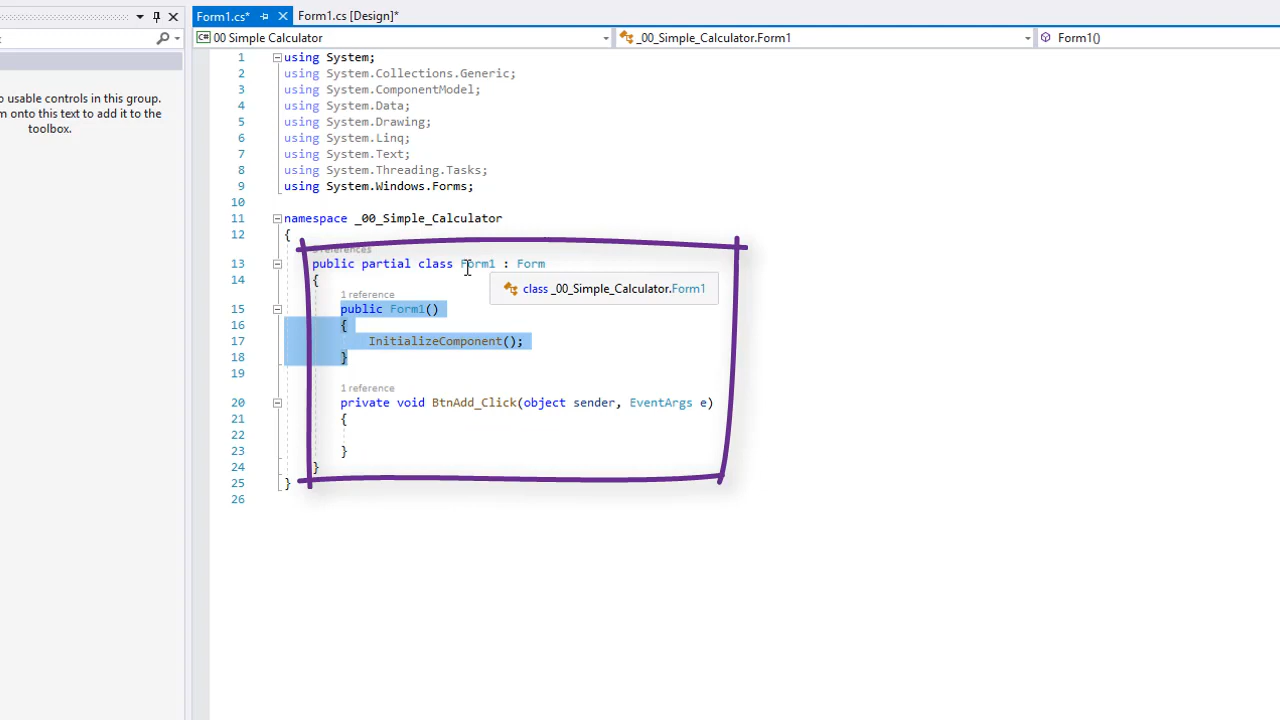 Form1.cs*
Form1.cs [Design]*
00 Simple Calculator
_00_Simple_Calculator.Form1
Form1()
usable controls in this group.
onto this text to add it to the
toolbox.
1 using System;
2 using System.Collections.Generic;
3 using System.ComponentModel;
4 using System.Data;
5 using System.Drawing;
6 using System.Linq;
7 using System.Text;
8 using System.Threading.Tasks;
9 using System.Windows.Forms;
10
11 namespace _00_Simple_Calculator
12 {
references
13 public partial class Form1 : Form
14 {
class _00_Simple_Calculator.Form1
1 reference
15 public Form1()
16 {
17 InitializeComponent();
18 }
19
1 reference
20 private void BtnAdd_Click(object sender, EventArgs e)
21 {
22
23 }
24 }
25 }
26